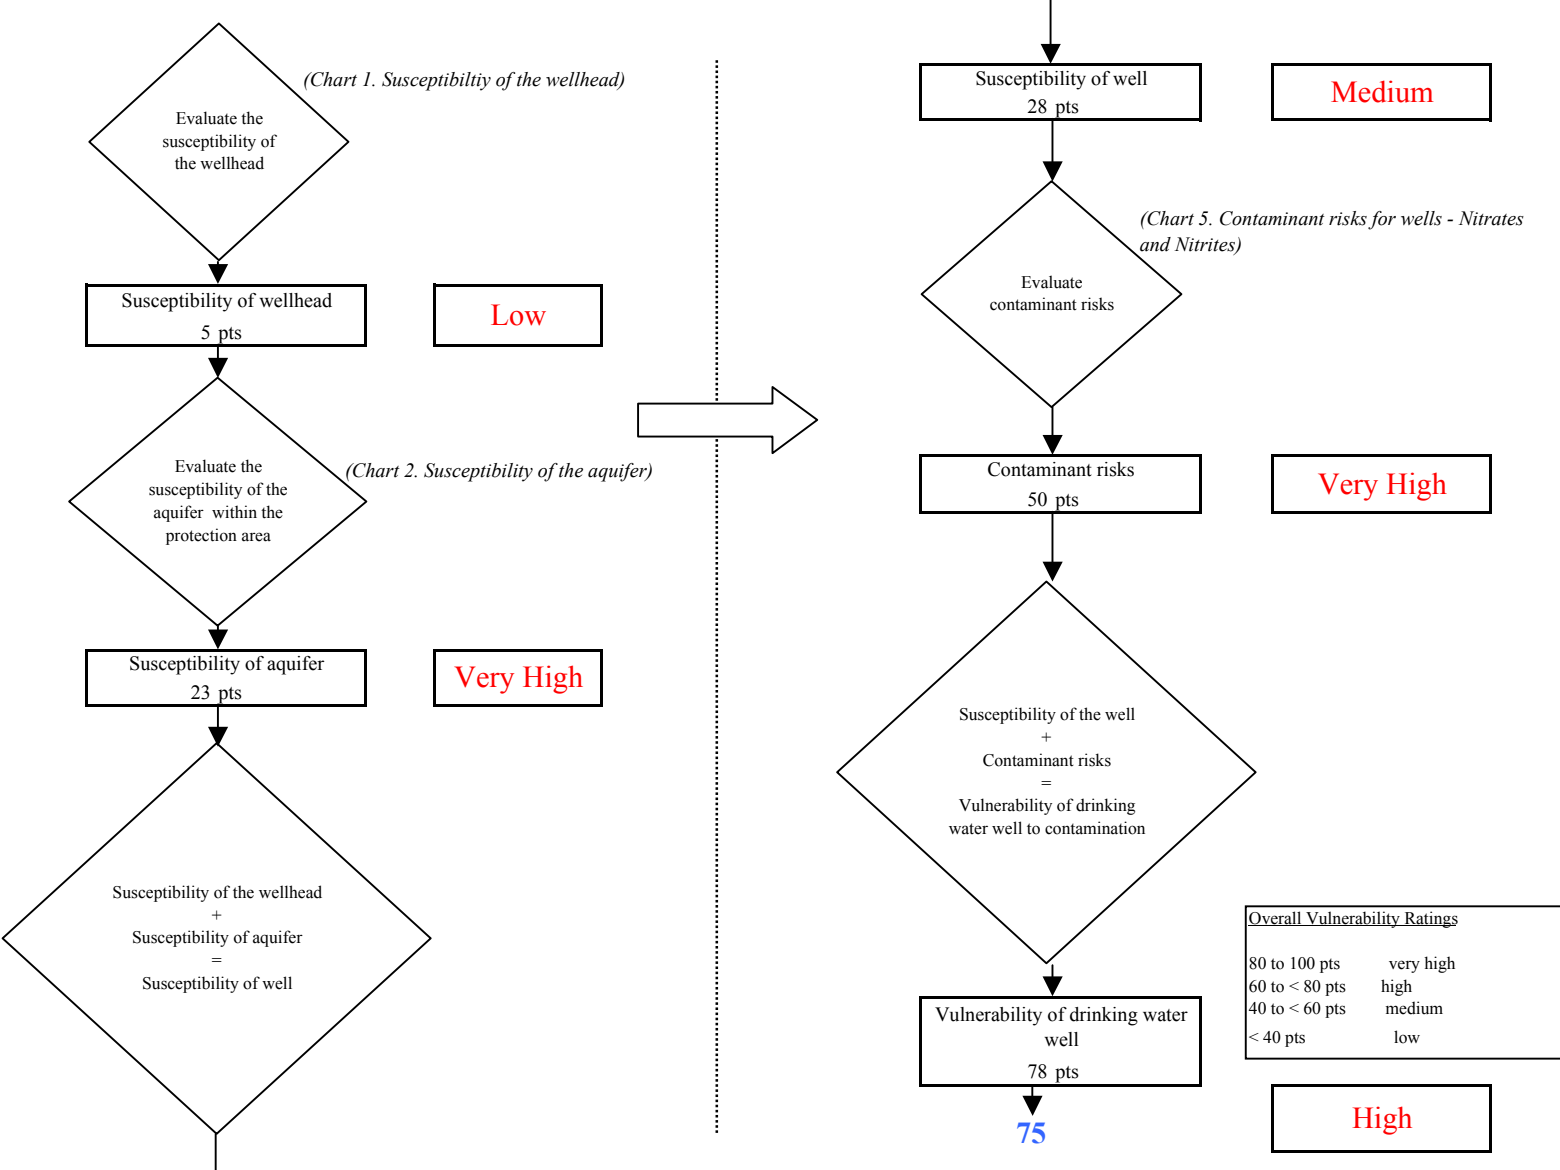 (Chart 1. Susceptibiltiy of the wellhead)
Evaluate the
susceptibility of
the wellhead
Susceptibility of wellhead
5 pts
Low
Evaluate the
susceptibility of the
aquifer within the
protection area
(Chart 2. Susceptibility of the aquifer)
Susceptibility of aquifer
23 pts
Very High
Susceptibility of the wellhead
+
Susceptibility of aquifer
=
Susceptibility of well
Susceptibility of well
28 pts
Medium
(Chart 5. Contaminant risks for wells - Nitrates
and Nitrites)
Evaluate
contaminant risks
Contaminant risks
50 pts
Very High
Susceptibility of the well
+
Contaminant risks
=
Vulnerability of drinking
water well to contamination
Overall Vulnerability Ratings
80 to 100 pts very high
60 to < 80 pts high
40 to < 60 pts medium
< 40 pts low
Vulnerability of drinking water
well
78 pts
75
High